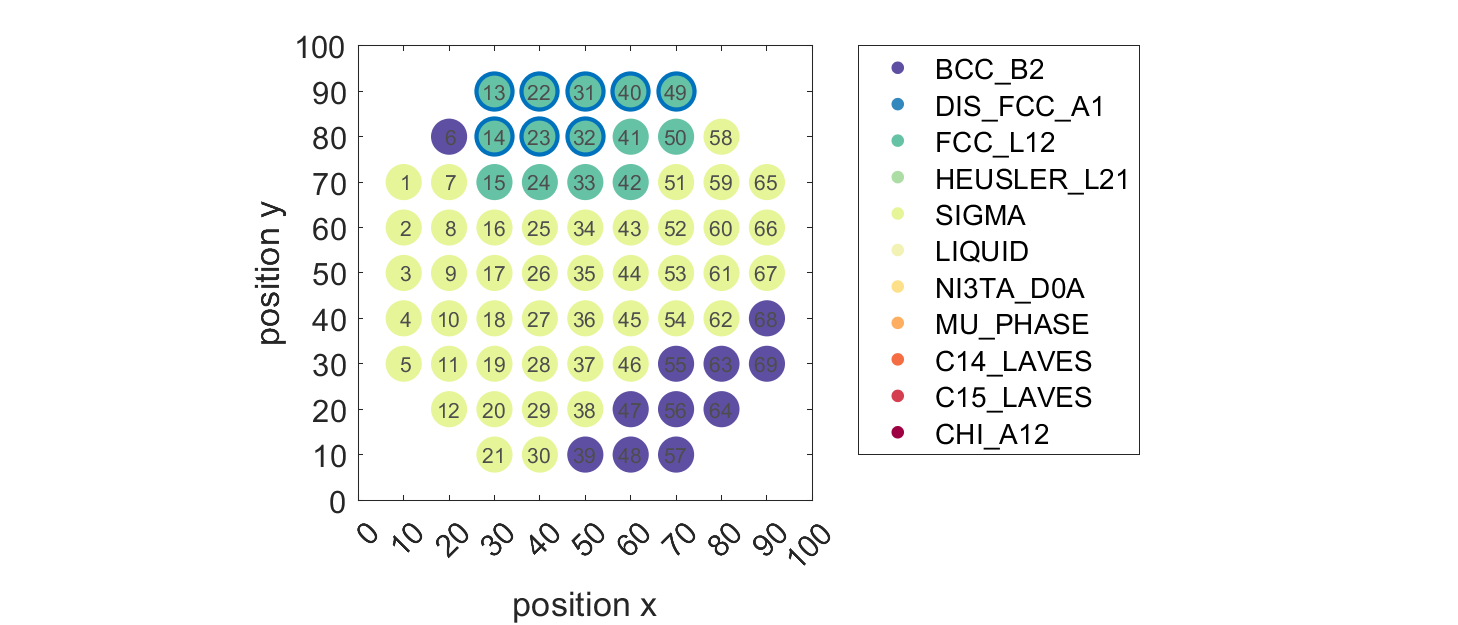 100
90
80
70
60
50
40
30
20
10
0
13 22 31 40 49
6 14 23 32 41 50 58
1 7 15 24 33 42 51 59 65
2 8 16 25 34 43 52 60 66
3 9 17 26 35 44 53 61 67
4 10 18 27 36 45 54 62 68
5 11 19 28 37 46 55 63 69
12 20 29 38 47 56 64
21 30 39 48 57
0 10 20 30 40 50 60 70 80 90 100
position x
position y
BCC_B2
DIS_FCC_A1
FCC_L12
HEUSLER_L21
SIGMA
LIQUID
NI3TA_D0A
MU_PHASE
C14_LAVES
C15_LAVES
CHI_A12